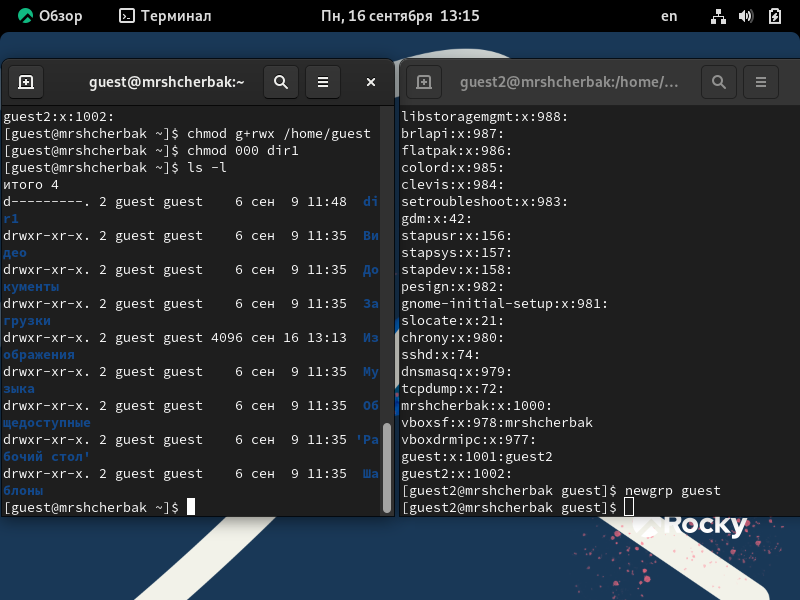 Обзор
Терминал
Пн, 16 сентября 13:15
en
guest@mrshcherbak:~
guest2:x:1002:
[guest@mrshcherbak ~]$ chmod g+rwx /home/guest
[guest@mrshcherbak ~]$ chmod 000 dir1
[guest@mrshcherbak ~]$ ls -l
итого 4
d---------. 2 guest guest    6 сен  9 11:48  di
r1
drwxr-xr-x. 2 guest guest    6 сен  9 11:35  Ви
део
drwxr-xr-x. 2 guest guest    6 сен  9 11:35  До
кументы
drwxr-xr-x. 2 guest guest    6 сен  9 11:35  За
грузки
drwxr-xr-x. 2 guest guest 4096 сен 16 13:13  Из
ображения
drwxr-xr-x. 2 guest guest    6 сен  9 11:35  Му
зыка
drwxr-xr-x. 2 guest guest    6 сен  9 11:35  Об
щедоступные
drwxr-xr-x. 2 guest guest    6 сен  9 11:35 'Ра
бочий стол'
drwxr-xr-x. 2 guest guest    6 сен  9 11:35  Ша
блоны
[guest@mrshcherbak ~]$
guest2@mrshcherbak:/home/…
libstoragemgmt:x:988:
brlapi:x:987:
flatpak:x:986:
colord:x:985:
clevis:x:984:
setroubleshoot:x:983:
gdm:x:42:
stapusr:x:156:
stapsys:x:157:
stapdev:x:158:
pesign:x:982:
gnome-initial-setup:x:981:
slocate:x:21:
chrony:x:980:
sshd:x:74:
dnsmasq:x:979:
tcpdump:x:72:
mrshcherbak:x:1000:
vboxsf:x:978:mrshcherbak
vboxdrmipc:x:977:
guest:x:1001:guest2
guest2:x:1002:
[guest2@mrshcherbak guest]$ newgrp guest
[guest2@mrshcherbak guest]$
Rocky